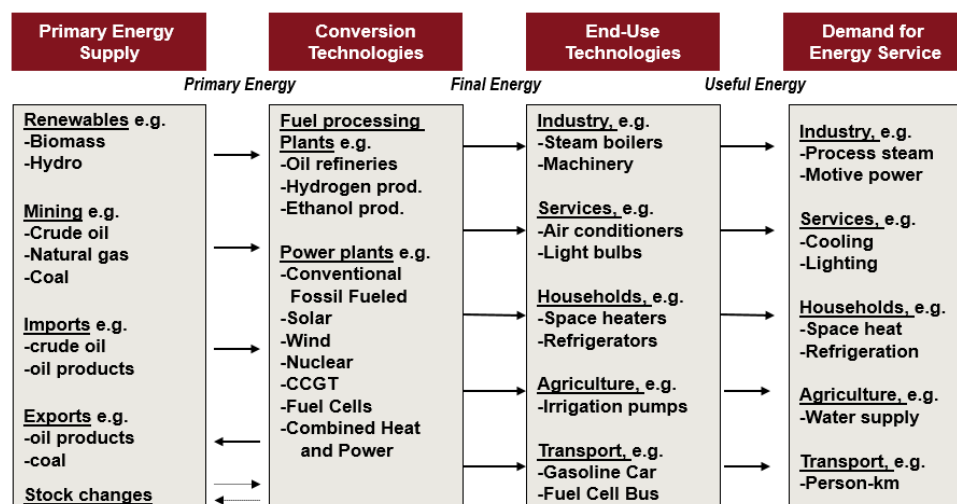 Primary Energy
Supply
Conversion
Technologies
End-Use
Technologies
Demand for
Energy Service
Primary Energy
Final Energy
Useful Energy
Renewables e.g.
-Biomass
-Hydro
Mining e.g.
-Crude oil
-Natural gas
-Coal
Imports e.g.
-crude oil
-oil products
Exports e.g.
-oil products
-coal
Stock changes
Fuel processing
Plants e.g.
-Oil refineries
-Hydrogen prod.
-Ethanol prod.
Power plants e.g.
-Conventional
Fossil Fueled
-Solar
-Wind
-Nuclear
-CCGT
-Fuel Cells
-Combined Heat
and Power
Industry, e.g.
-Steam boilers
-Machinery
Services, e.g.
-Air conditioners
-Light bulbs
Households, e.g.
-Space heaters
-Refrigerators
Agriculture, e.g.
-Irrigation pumps
Transport, e.g.
-Gasoline Car
-Fuel Cell Bus
Industry, e.g.
-Process steam
-Motive power
Services, e.g.
-Cooling
-Lighting
Households, e.g.
-Space heat
-Refrigeration
Agriculture, e.g.
-Water supply
Transport, e.g.
-Person-km